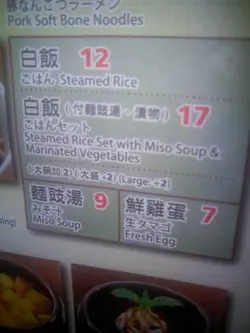 豚なんこつラーメン
Pork Soft Bone Noodles
白飯 12
ごはん Steamed Rice
白飯 (付麵豉湯、漬物) 17
ごはんセット
Steamed Rice Set with Miso Soup &
Marinated Vegetables
(大碗加2) (大盛+2) (Large: +2)
麵豉湯 9
みそ汁
Miso Soup
鮮雞蛋 7
生タマゴ
Fresh Egg